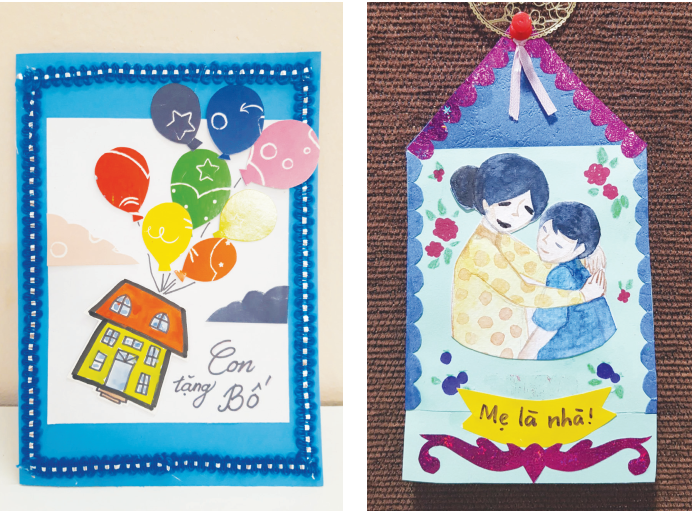 Con
tặng Bố
Mẹ là nhà!